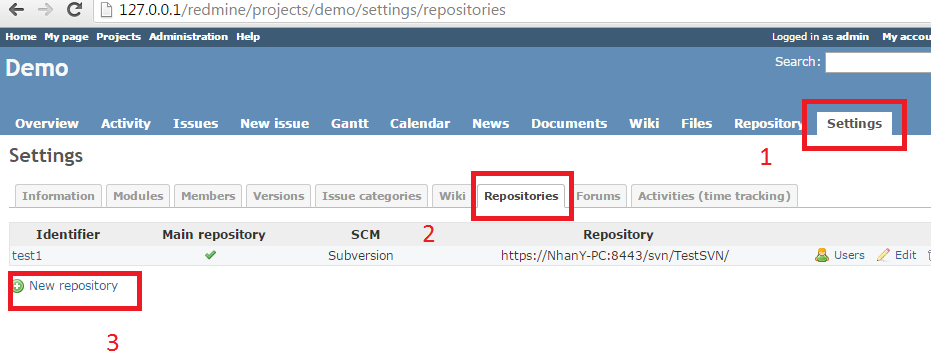 127.0.0.1/redmine/projects/demo/settings/repositories
Home My page Projects Administration Help Logged in as admin My accou
Demo Search:
Overview Activity Issues New issue Gantt Calendar News Documents Wiki Files Repository Settings
Settings 1
Information Modules Members Versions Issue categories Wiki Repositories Forums Activities (time tracking)
Identifier Main repository SCM Repository
2
test1 Subversion https://NhanY-PC:8443/svn/TestSVN/ Users Edit
New repository
3